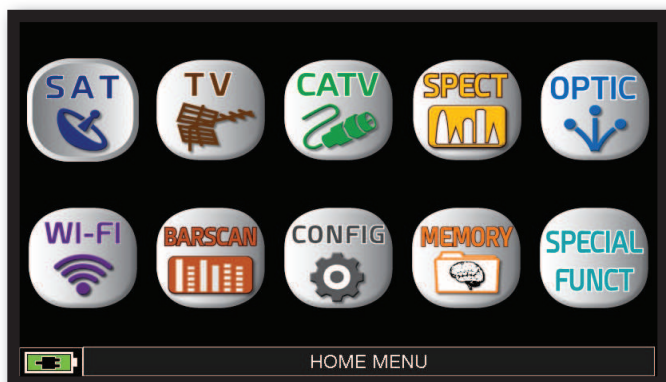 SAT
TV
CATV
SPECT
OPTIC
WI-FI
BARSCAN
CONFIG
MEMORY
SPECIAL
FUNCT
HOME MENU